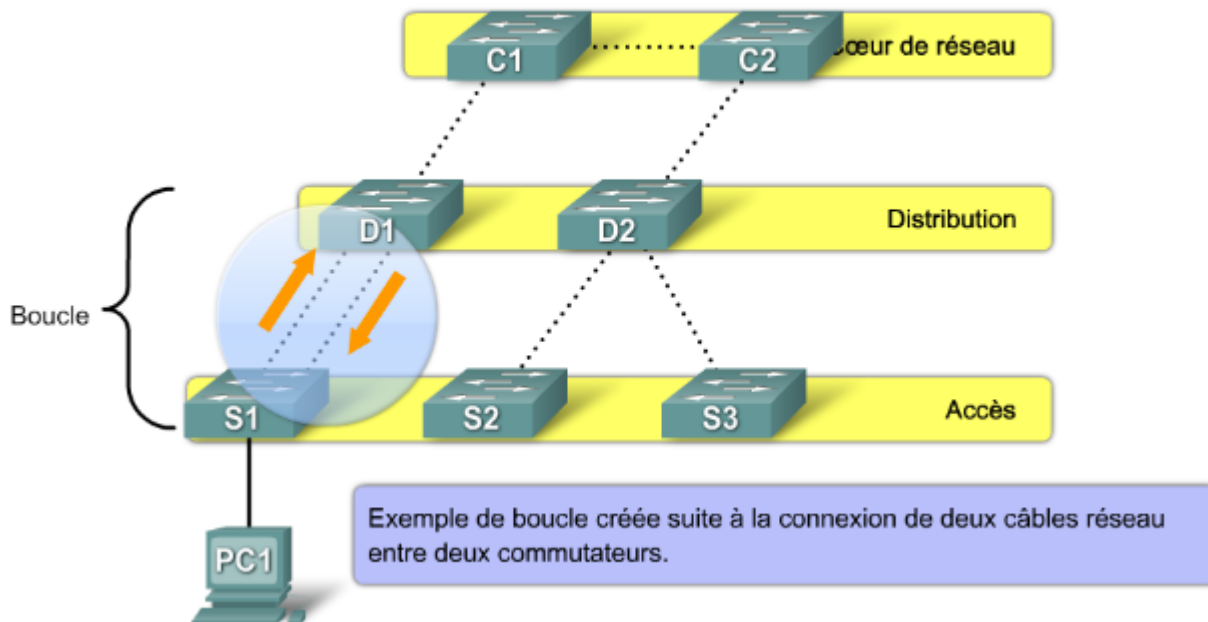 C1
C2
Cœur de réseau
D1
D2
Distribution
Boucle
S1
S2
S3
Accès
PC1
Exemple de boucle créée suite à la connexion de deux câbles réseau
entre deux commutateurs.